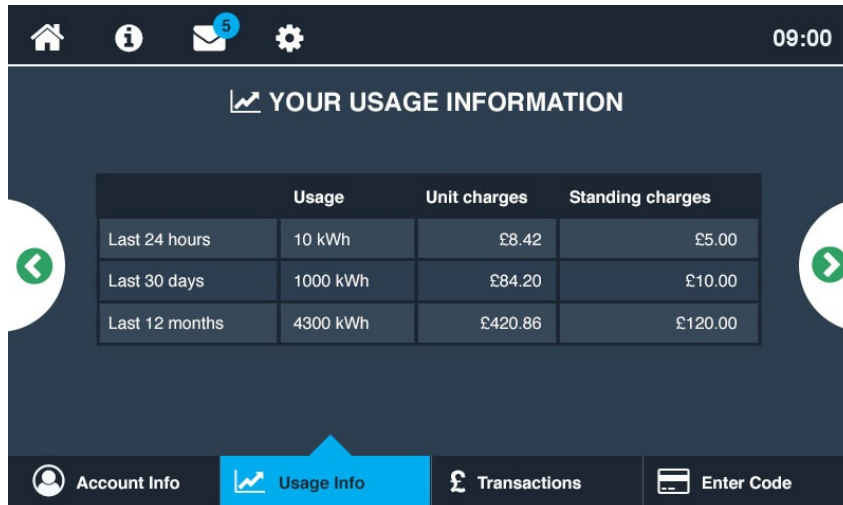 5
09:00
YOUR USAGE INFORMATION
Usage Unit charges Standing charges
Last 24 hours 10 kWh £8.42 £5.00
Last 30 days 1000 kWh £84.20 £10.00
Last 12 months 4300 kWh £420.86 £120.00
Account Info Usage Info £ Transactions Enter Code